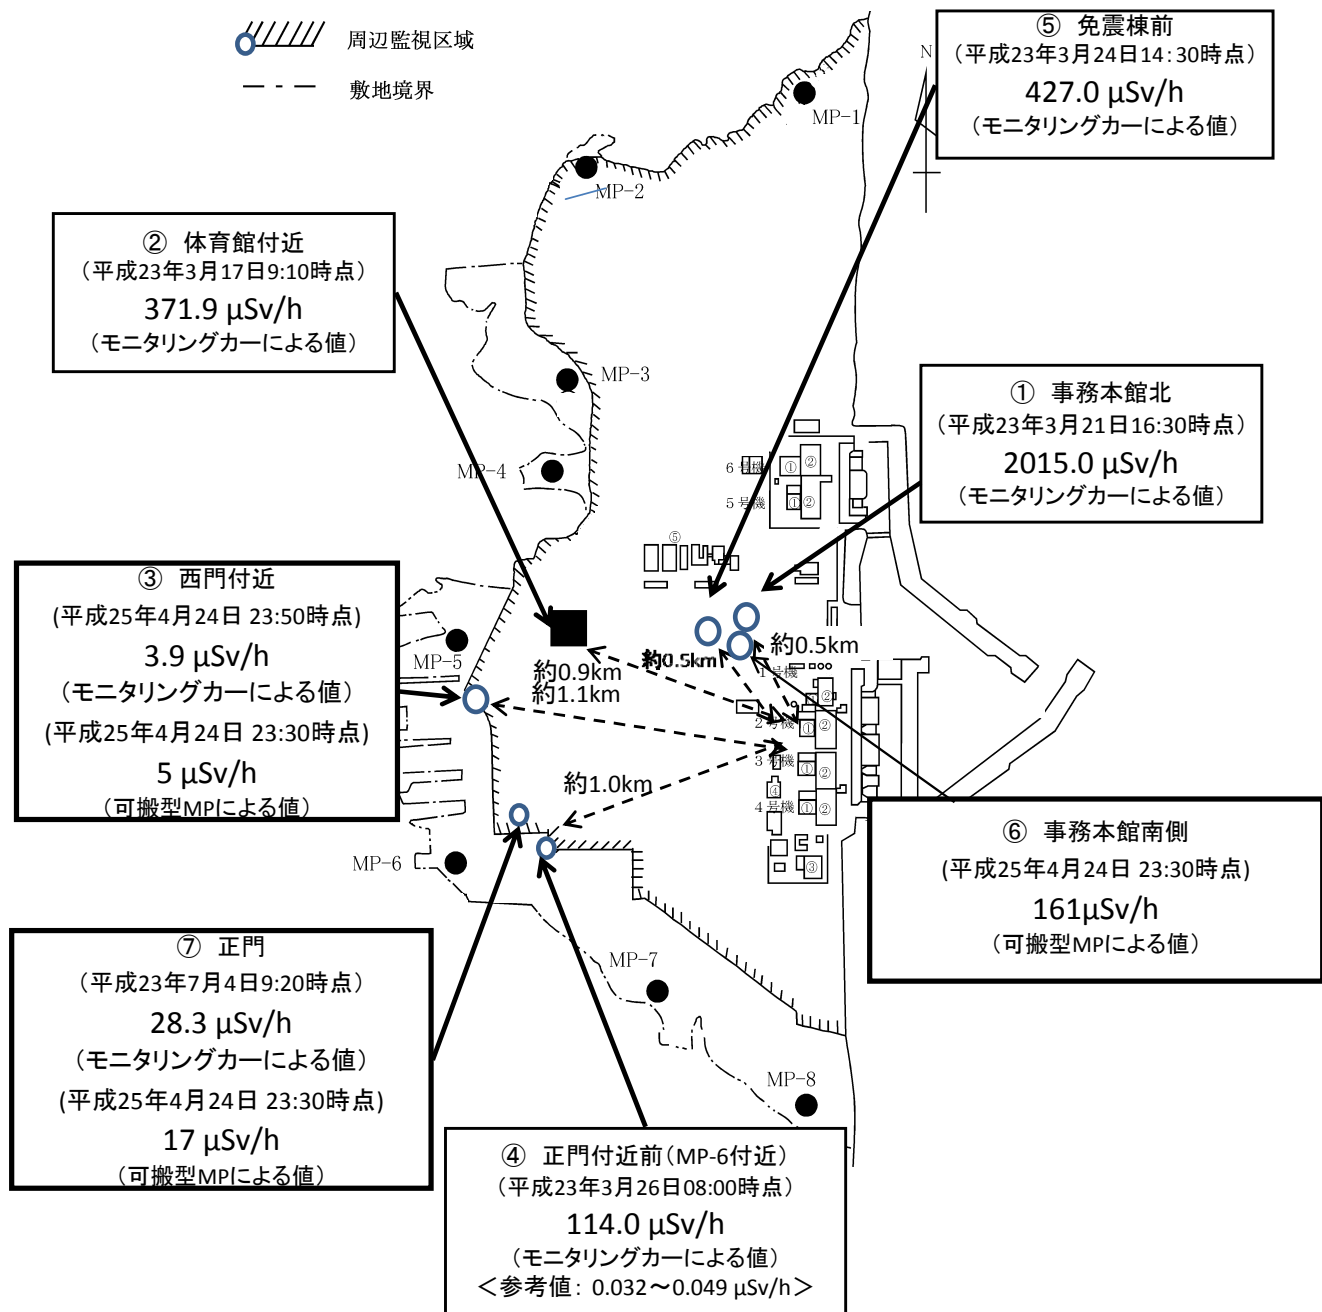 周辺監視区域
敷地境界
⑤ 免震棟前
(平成23年3月24日14:30時点)
427.0 μSv/h
(モニタリングカーによる値)
N
MP-1
MP-2
② 体育館付近
(平成23年3月17日9:10時点)
371.9 μSv/h
(モニタリングカーによる値)
MP-3
① 事務本館北
(平成23年3月21日16:30時点)
2015.0 μSv/h
(モニタリングカーによる値)
MP-4
6号機
① ②
5号機
① ②
⑤
③ 西門付近
(平成25年4月24日 23:50時点)
3.9 μSv/h
(モニタリングカーによる値)
(平成25年4月24日 23:30時点)
5 μSv/h
(可搬型MPによる値)
MP-5
約0.9km
約1.1km
約0.5km
約0.5km
1号機
②
2号機
① ②
3号機
① ②
④
4号機
① ②
③
約1.0km
⑥ 事務本館南側
(平成25年4月24日 23:30時点)
161μSv/h
(可搬型MPによる値)
MP-6
⑦ 正門
(平成23年7月4日9:20時点)
28.3 μSv/h
(モニタリングカーによる値)
(平成25年4月24日 23:30時点)
17 μSv/h
(可搬型MPによる値)
MP-7
MP-8
④ 正門付近前(MP-6付近)
(平成23年3月26日08:00時点)
114.0 μSv/h
(モニタリングカーによる値)
<参考値: 0.032～0.049 μSv/h>